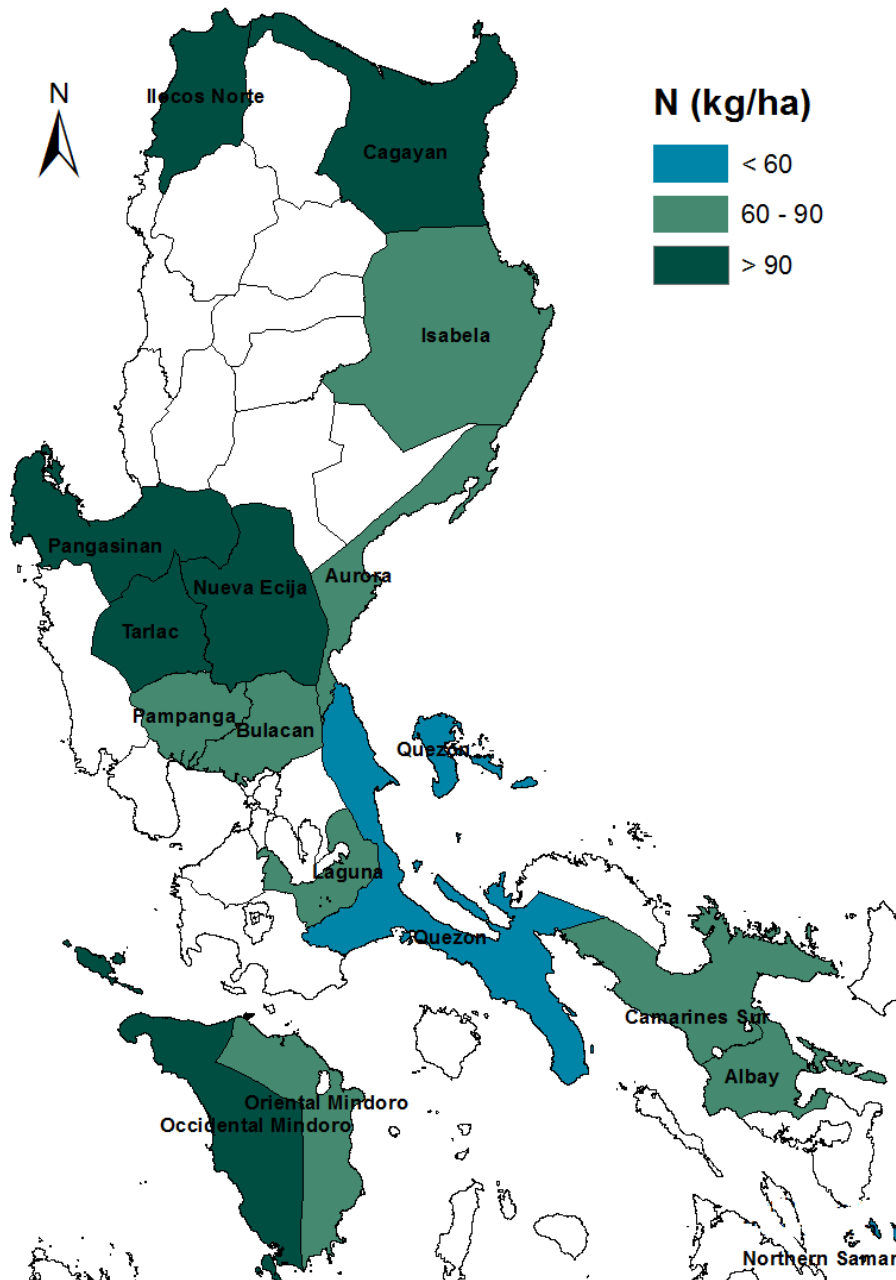 N
N (kg/ha)
< 60
60 - 90
> 90
Ilocos Norte
Cagayan
Isabela
Pangasinan
Nueva Ecija
Aurora
Tarlac
Pampanga
Bulacan
Quezon
Laguna
Quezon
Camarines Sur
Albay
Oriental Mindoro
Occidental Mindoro
Northern Samar